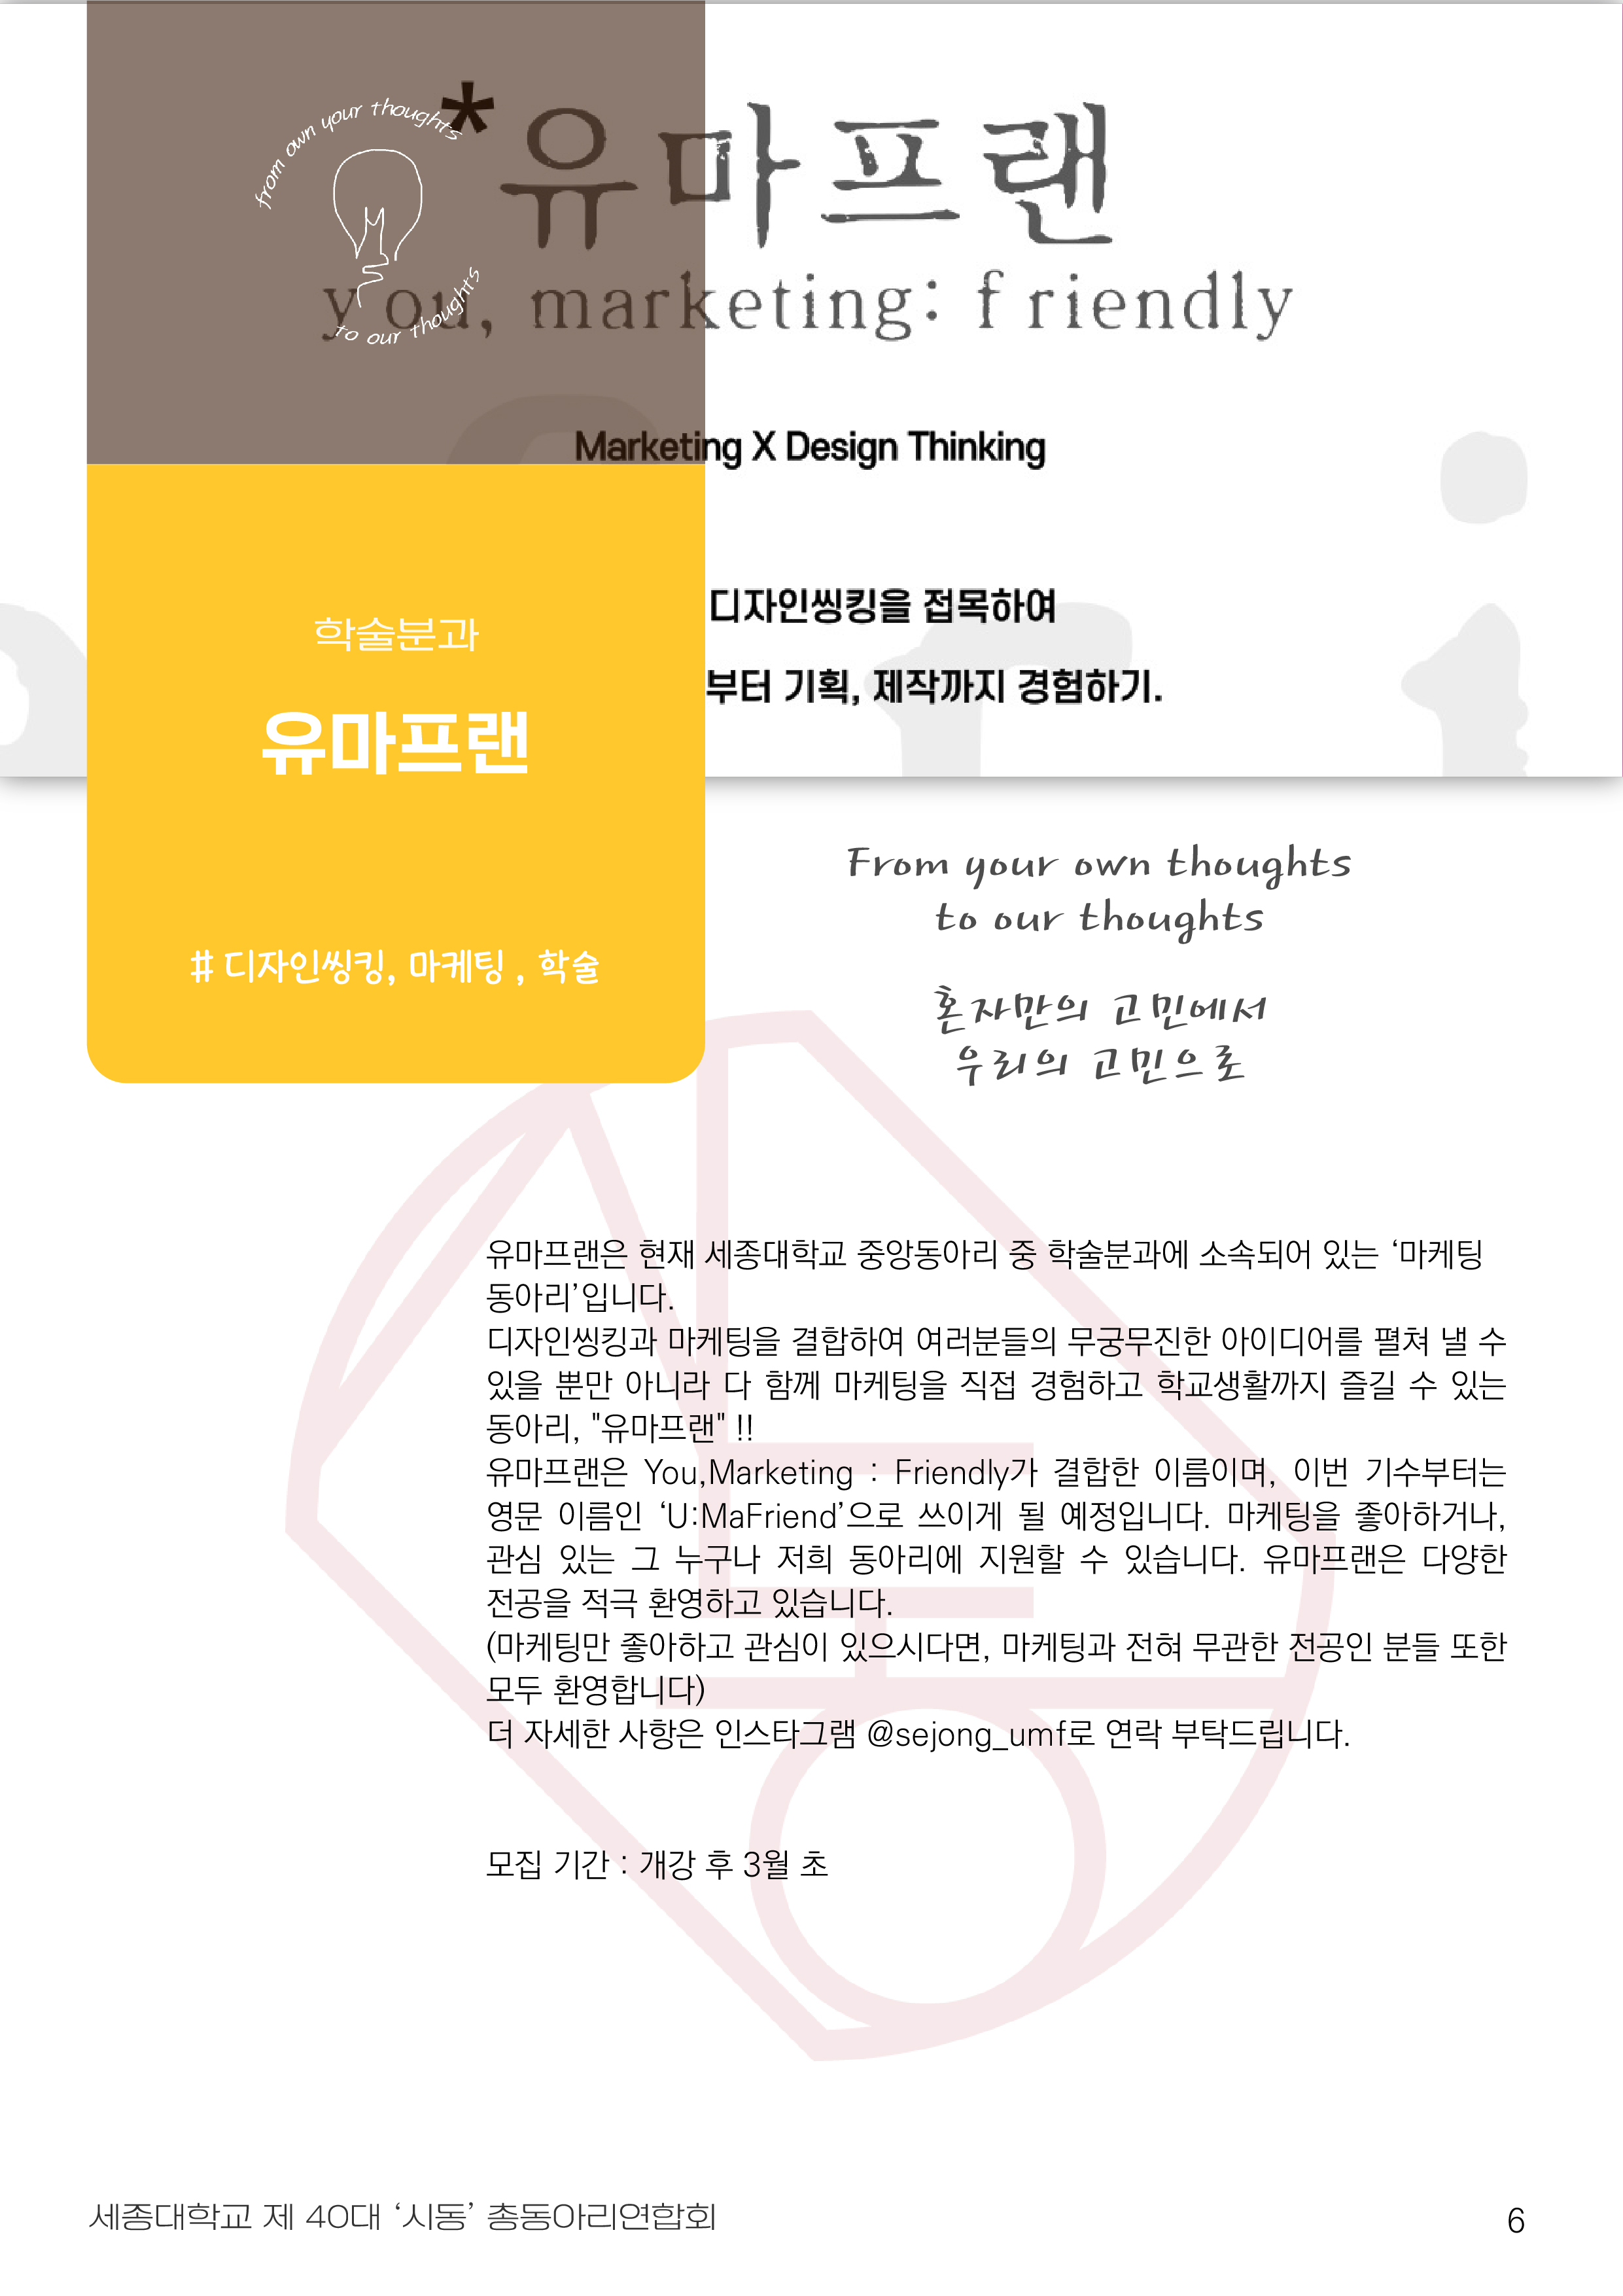 *유마프랜
you, marketing: friendly
from own your thoughts
to our thoughts
Marketing X Design Thinking
디자인씽킹을 접목하여
부터 기획, 제작까지 경험하기.
학술분과
유마프랜
# 디자인씽킹, 마케팅 , 학술
From your own thoughts
to our thoughts
혼자만의 고민에서
우리의 고민으로
유마프랜은 현재 세종대학교 중앙동아리 중 학술분과에 소속되어 있는 ‘마케팅
동아리’입니다.
디자인씽킹과 마케팅을 결합하여 여러분들의 무궁무진한 아이디어를 펼쳐 낼 수
있을 뿐만 아니라 다 함께 마케팅을 직접 경험하고 학교생활까지 즐길 수 있는
동아리, "유마프랜" !!
유마프랜은 You,Marketing : Friendly가 결합한 이름이며, 이번 기수부터는
영문 이름인 ‘U:MaFriend’으로 쓰이게 될 예정입니다. 마케팅을 좋아하거나,
관심 있는 그 누구나 저희 동아리에 지원할 수 있습니다. 유마프랜은 다양한
전공을 적극 환영하고 있습니다.
(마케팅만 좋아하고 관심이 있으시다면, 마케팅과 전혀 무관한 전공인 분들 또한
모두 환영합니다)
더 자세한 사항은 인스타그램 @sejong_umf로 연락 부탁드립니다.
모집 기간 : 개강 후 3월 초
세종대학교 제 40대 ‘시동’ 총동아리연합회
6